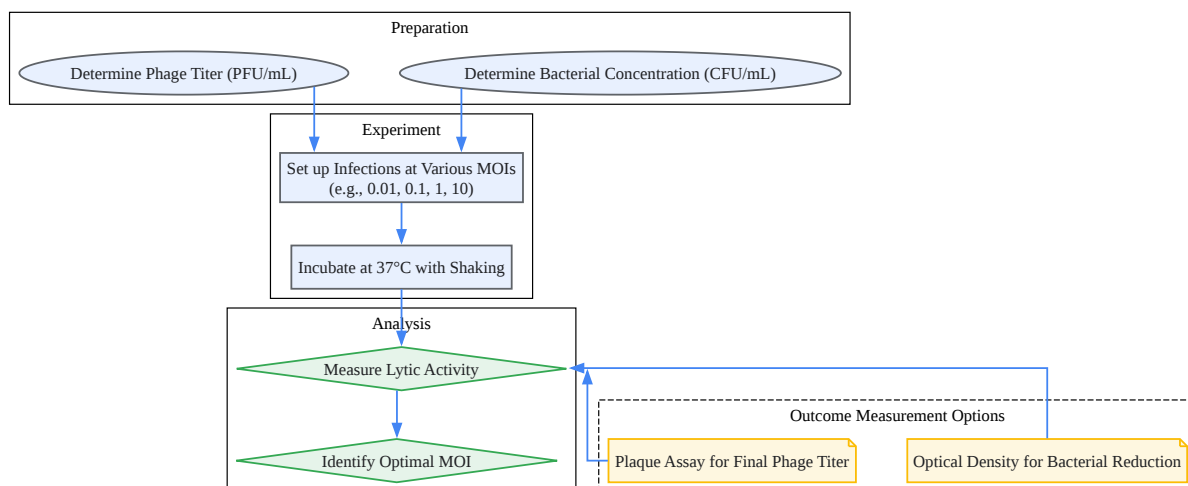 Preparation
Determine Phage Titer (PFU/mL)
Determine Bacterial Concentration (CFU/mL)
Experiment
Set up Infections at Various MOIs
(e.g., 0.01, 0.1, 1, 10)
Incubate at 37°C with Shaking
Analysis
Measure Lytic Activity
Identify Optimal MOI
Outcome Measurement Options
Plaque Assay for Final Phage Titer
Optical Density for Bacterial Reduction